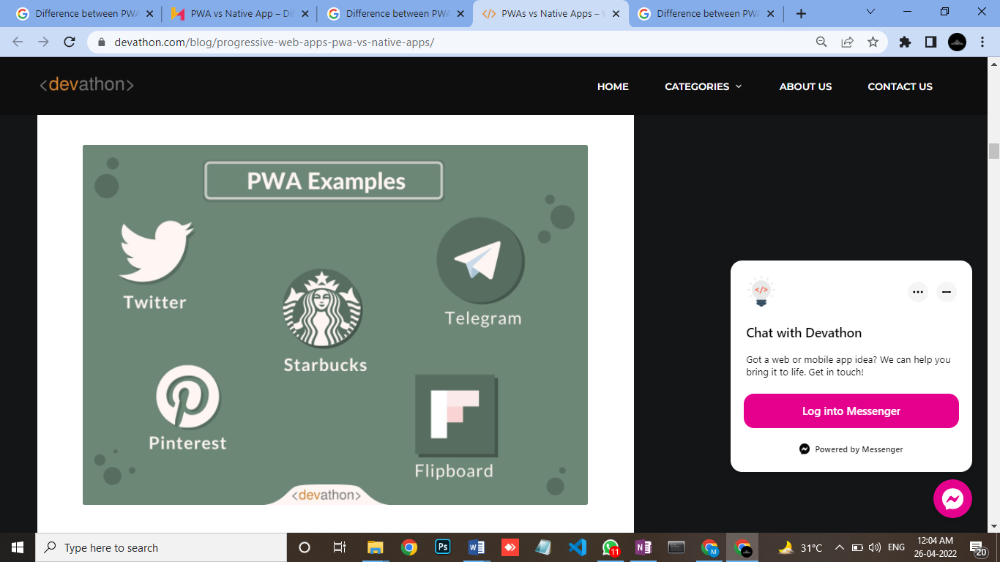 Difference between PWA
PWA vs Native App – Dif
Difference between PWA
PWAs vs Native Apps – W
Difference between PWA
devathon.com/blog/progressive-web-apps-pwa-vs-native-apps/
<devathon>
HOME CATEGORIES ABOUT US CONTACT US
PWA Examples
Twitter
Telegram
Starbucks
Pinterest
Flipboard
<devathon>
</>
Chat with Devathon
Got a web or mobile app idea? We can help you
bring it to life. Get in touch!
Log into Messenger
Powered by Messenger
Type here to search
Ps
W
11
N
M
31°C
ENG
12:04 AM
26-04-2022
20